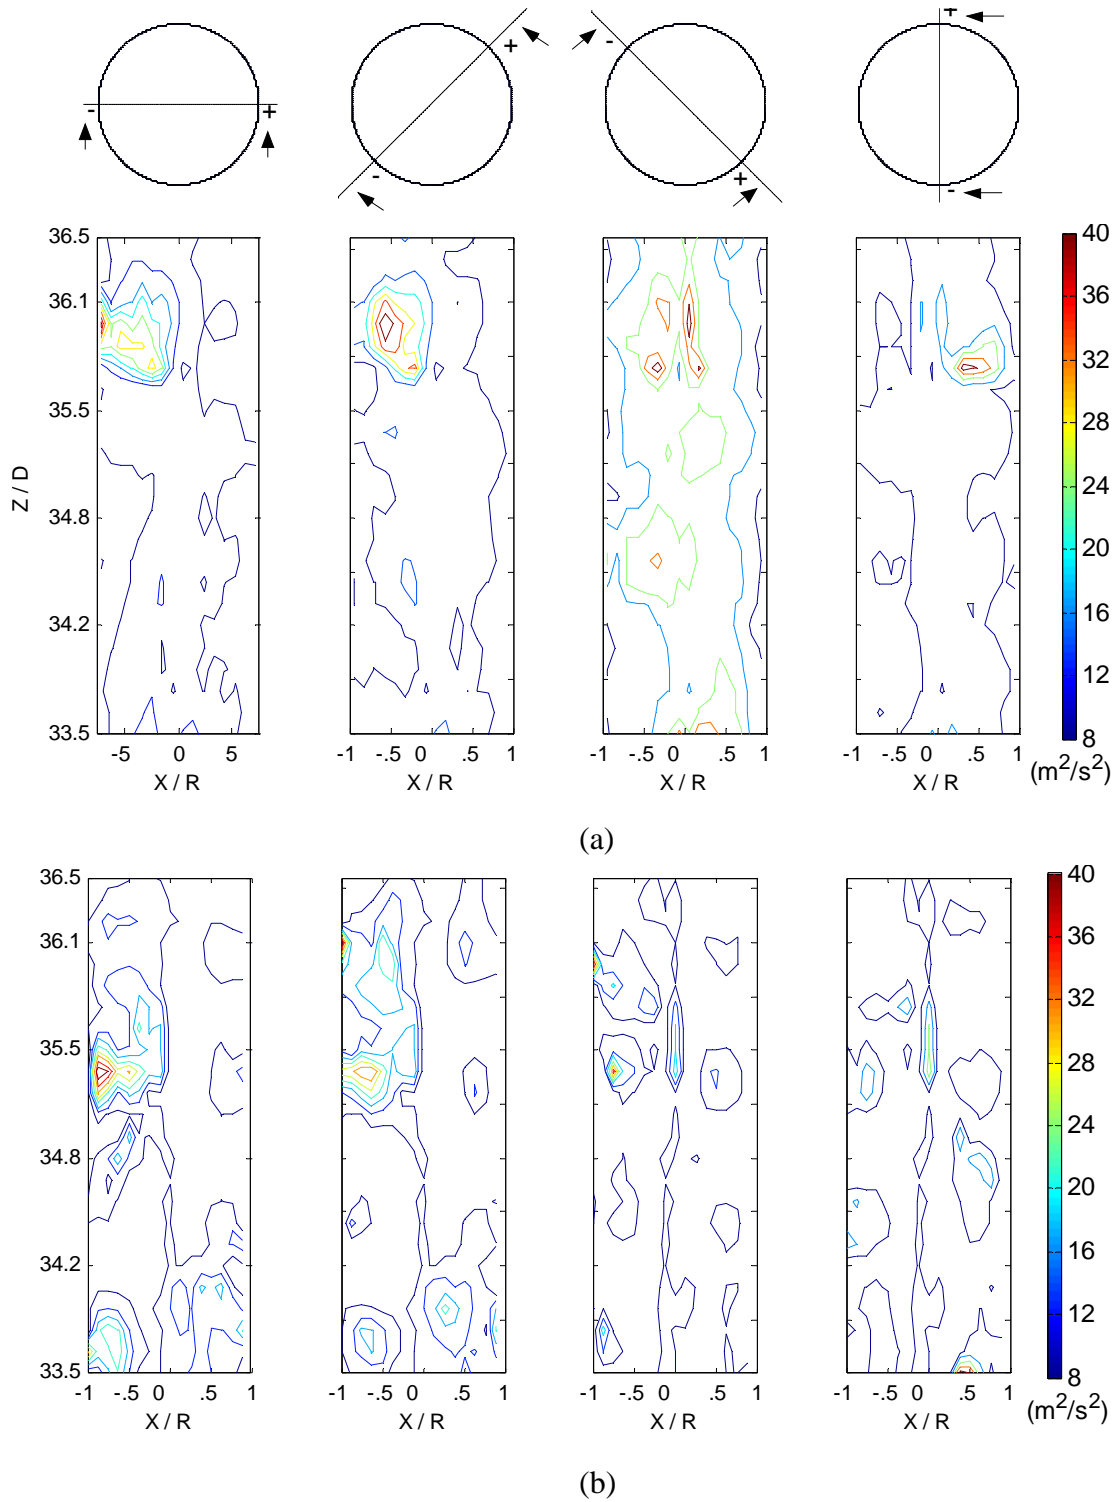 - + + - - + + -
36.5
36.1
35.5
34.8
34.2
33.5
Z / D
-5 0 5
-1 -.5 0 .5 1
-1 -.5 0 .5 1
-1 -.5 0 .5 1
X / R X / R X / R X / R
40
36
32
28
24
20
16
12
8
(m²/s²)
(a)
36.5
36.1
35.5
34.8
34.2
33.5
-1 -.5 0 .5 1
-1 -.5 0 .5 1
-1 -.5 0 .5 1
-1 -.5 0 .5 1
X / R X / R X / R X / R
40
36
32
28
24
20
16
12
8
(m²/s²)
(b)